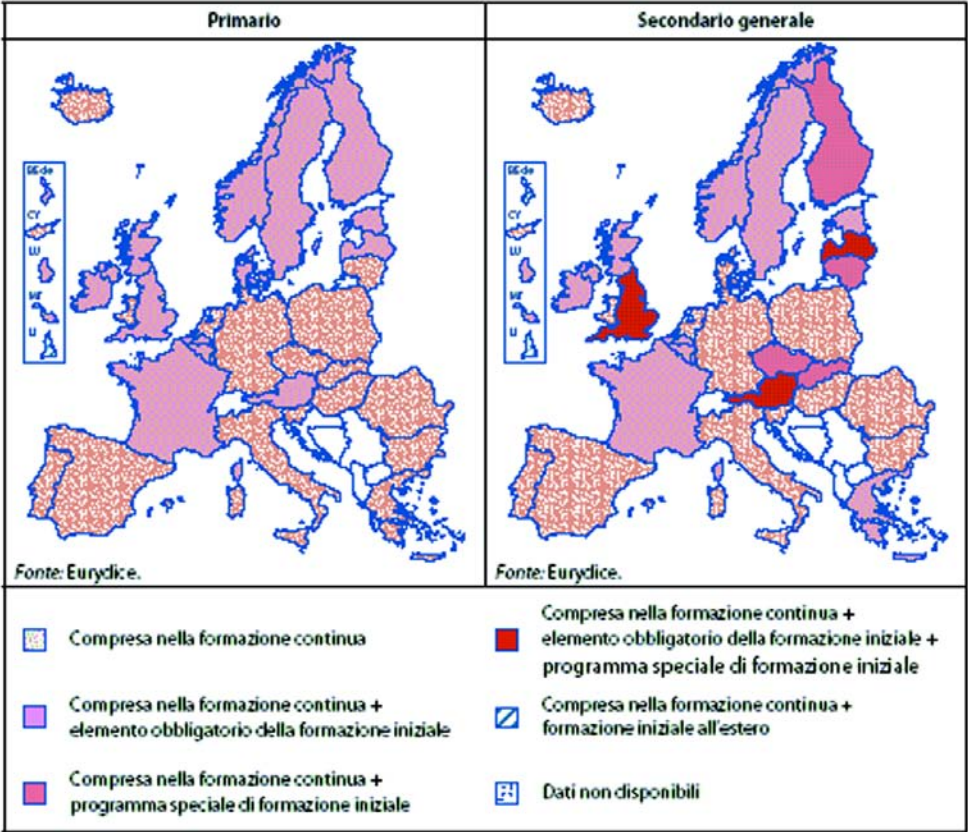 Primario
Secondario generale
BE de
CY
LU
MT
LI
BE de
CY
LU
MT
LI
Fonte: Eurydice.
Fonte: Eurydice.
Compresa nella formazione continua
Compresa nella formazione continua +
elemento obbligatorio della formazione iniziale
Compresa nella formazione continua +
programma speciale di formazione iniziale
Compresa nella formazione continua +
elemento obbligatorio della formazione iniziale +
programma speciale di formazione iniziale
Compresa nella formazione continua +
formazione iniziale all'estero
Dati non disponibili